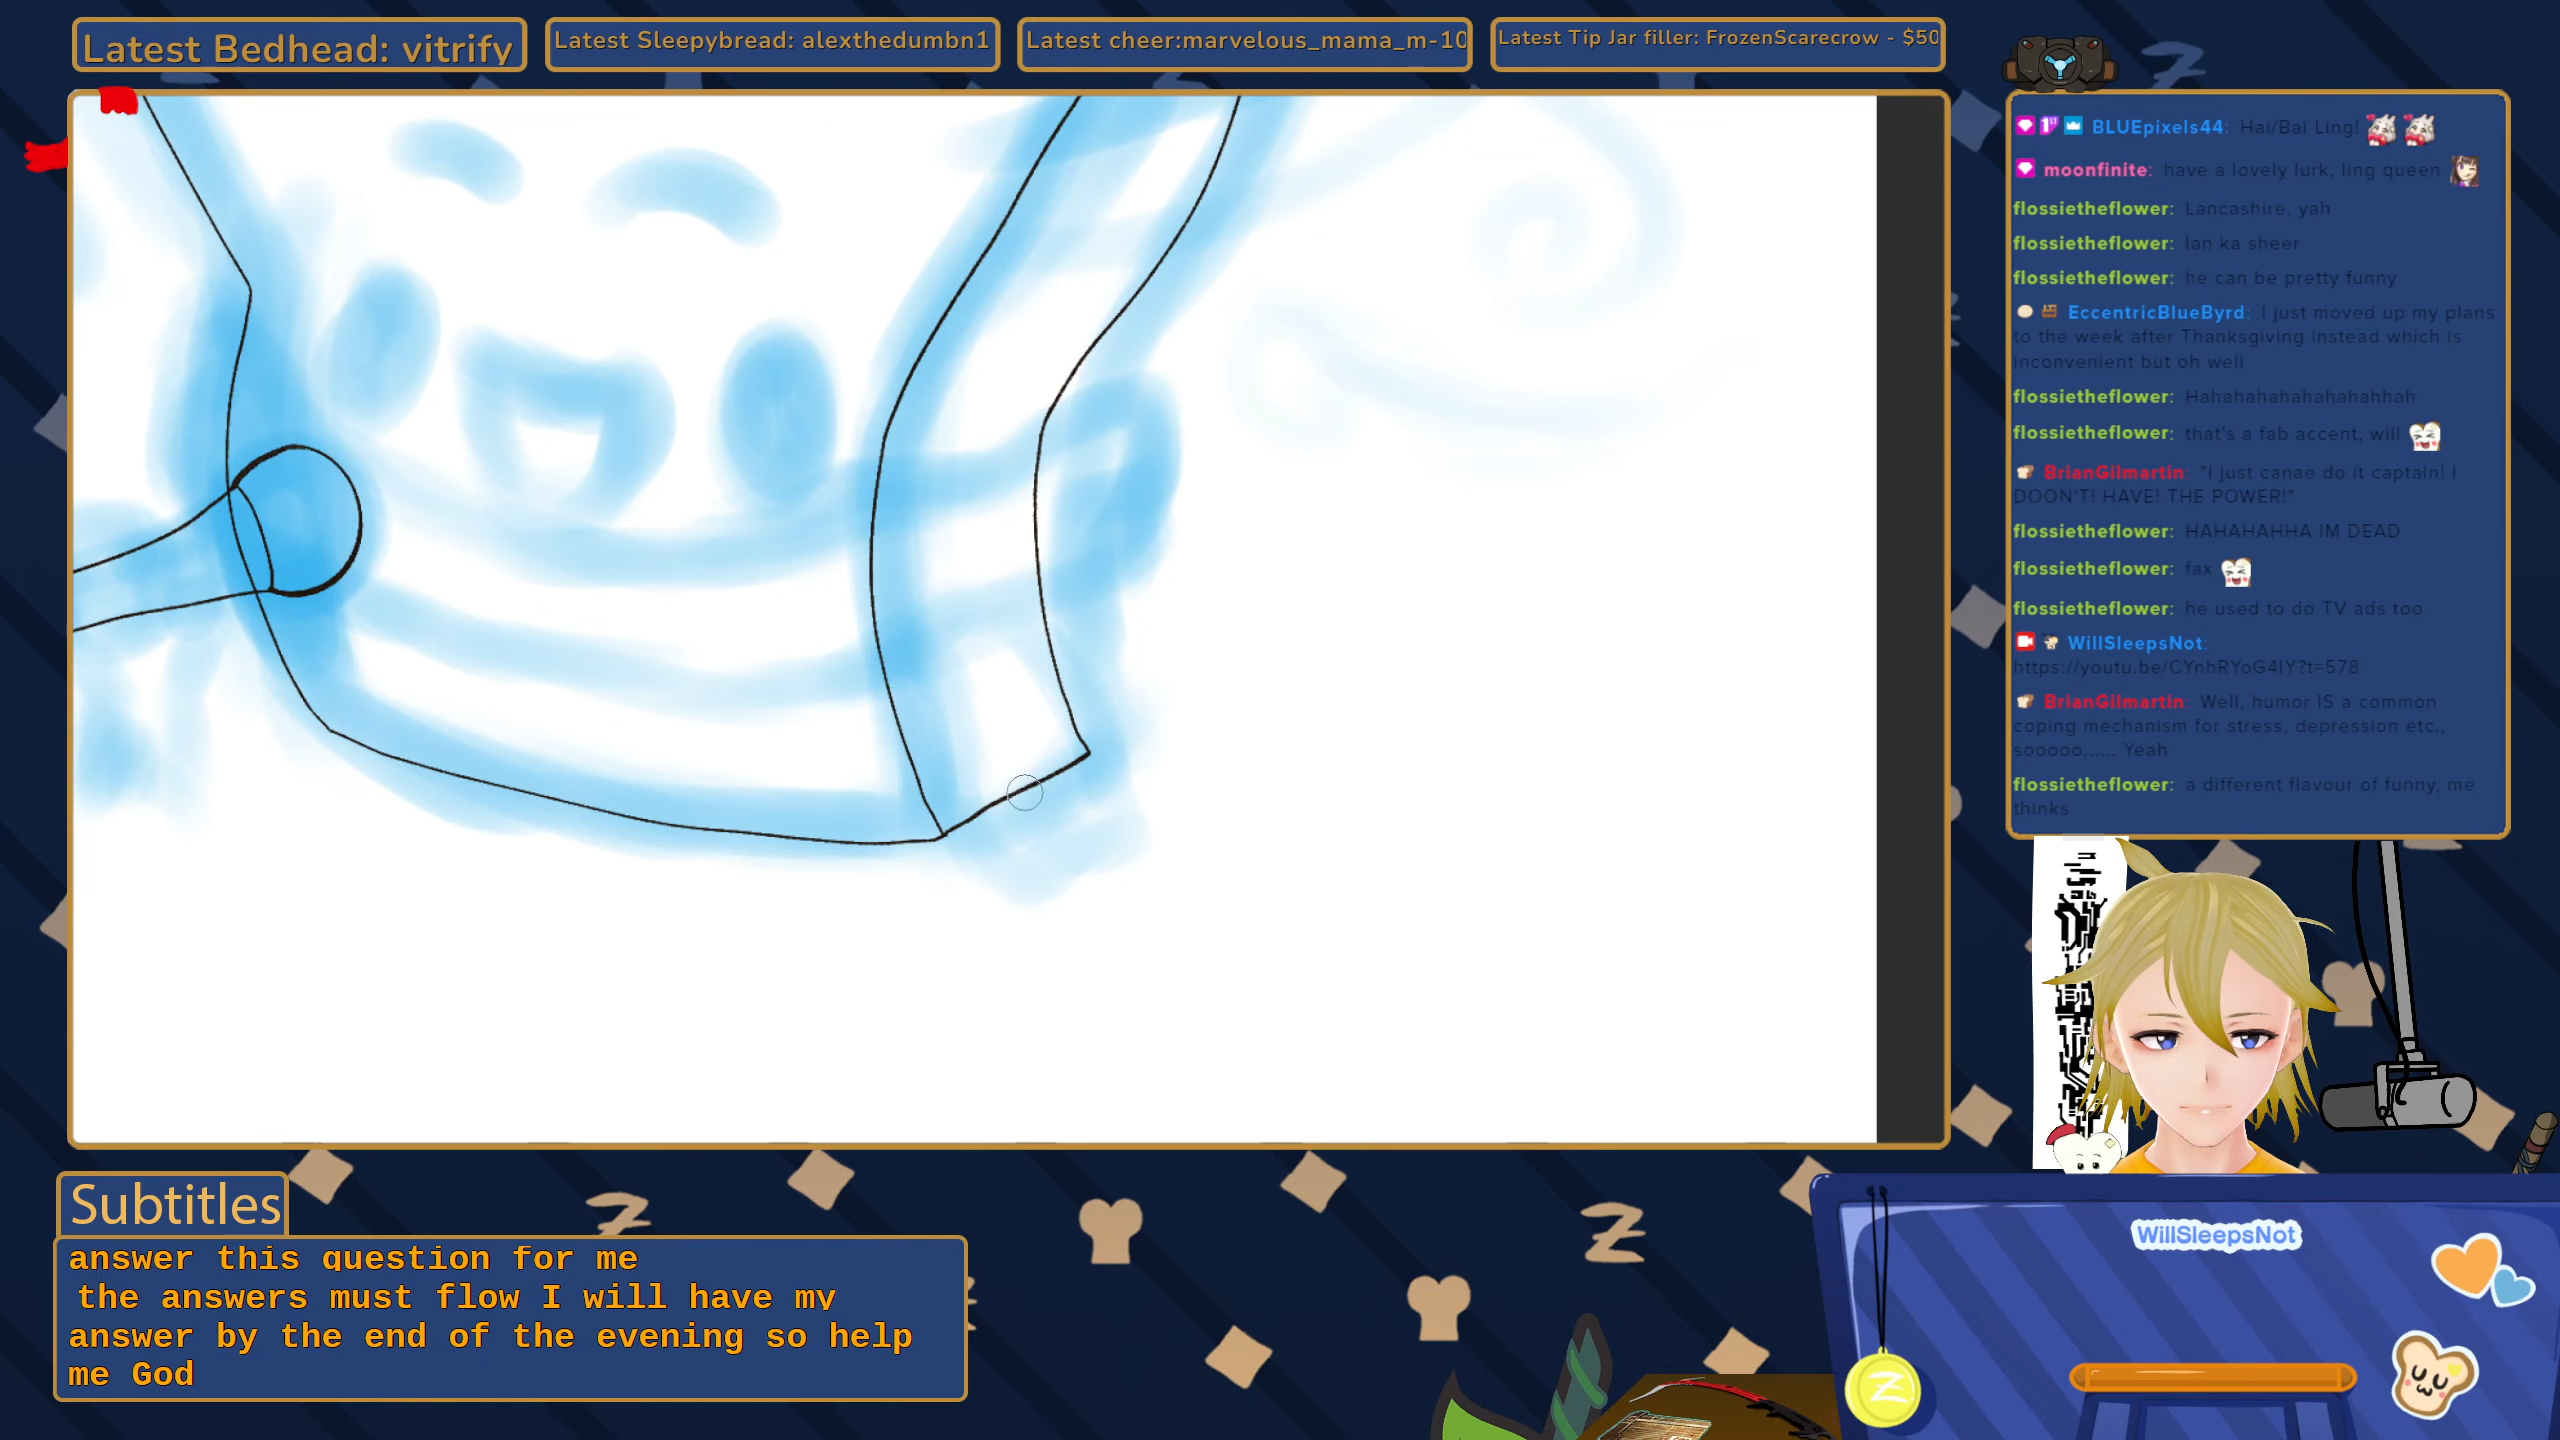 Latest Bedhead: vitrify
Latest Sleepybread: alexthedumbn1
Latest cheer:marvelous_mama_m-10
Latest Tip Jar filler: FrozenScarecrow - $50
BLUEpixels44: Hai/Bai Ling!
moonfinite: have a lovely lurk, ling queen
flossietheflower: Lancashire, yah
flossietheflower: lan ka sheer
flossietheflower: he can be pretty funny
EccentricBlueByrd: I just moved up my plans
to the week after Thanksgiving instead which is
inconvenient but oh well
flossietheflower: Hahahahahahahahahhah
flossietheflower: that's a fab accent, will
BrianGilmartin: "I just canae do it captain! I
DOON'T! HAVE! THE POWER!"
flossietheflower: HAHAHAHHA IM DEAD
flossietheflower: fax
flossietheflower: he used to do TV ads too
WillSleepsNot:
https://youtu.be/CYnhRYoG4IY?t=578
BrianGilmartin: Well, humor IS a common
coping mechanism for stress, depression etc.,
sooooo...... Yeah
flossietheflower: a different flavour of funny, me
thinks
Subtitles
answer this question for me
the answers must flow I will have my
answer by the end of the evening so help
me God
WillSleepsNot